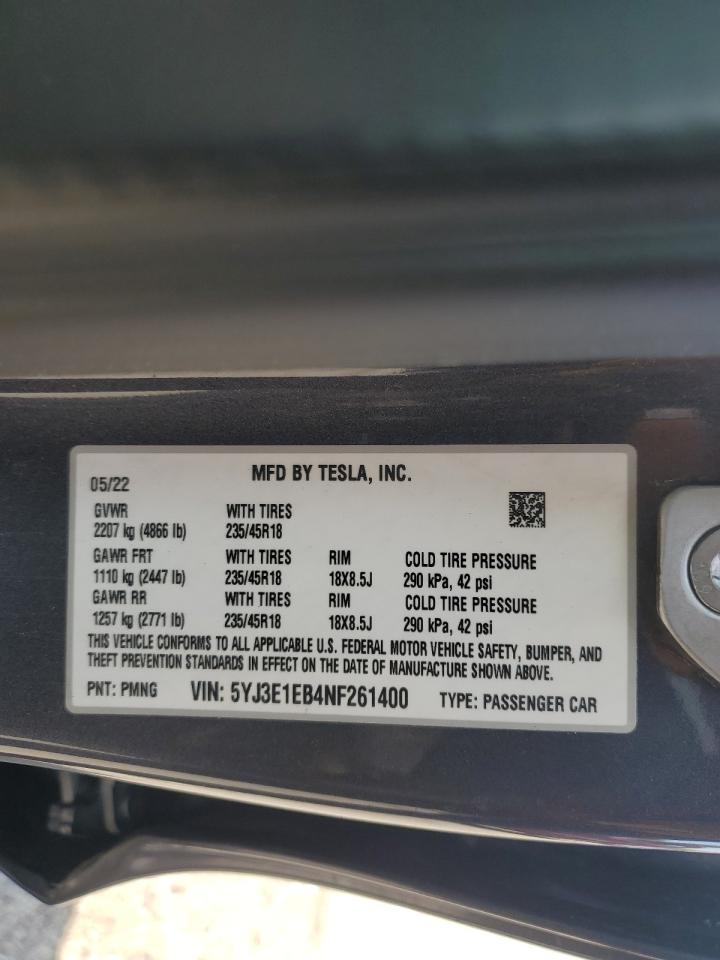 MFD BY TESLA, INC.
05/22
GVWR WITH TIRES
2207 kg (4866 lb) 235/45R18
GAWR FRT WITH TIRES RIM COLD TIRE PRESSURE
1110 kg (2447 lb) 235/45R18 18X8.5J 290 kPa, 42 psi
GAWR RR WITH TIRES RIM COLD TIRE PRESSURE
1257 kg (2771 lb) 235/45R18 18X8.5J 290 kPa, 42 psi
THIS VEHICLE CONFORMS TO ALL APPLICABLE U.S. FEDERAL MOTOR VEHICLE SAFETY, BUMPER, AND
THEFT PREVENTION STANDARDS IN EFFECT ON THE DATE OF MANUFACTURE SHOWN ABOVE.
PNT: PMNG VIN: 5YJ3E1EB4NF261400 TYPE: PASSENGER CAR